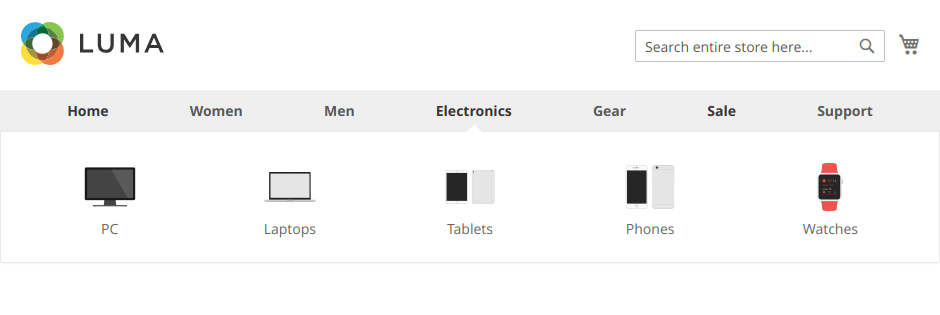 LUMA
Search entire store here...
Home Women Men Electronics Gear Sale Support
PC Laptops Tablets Phones Watches